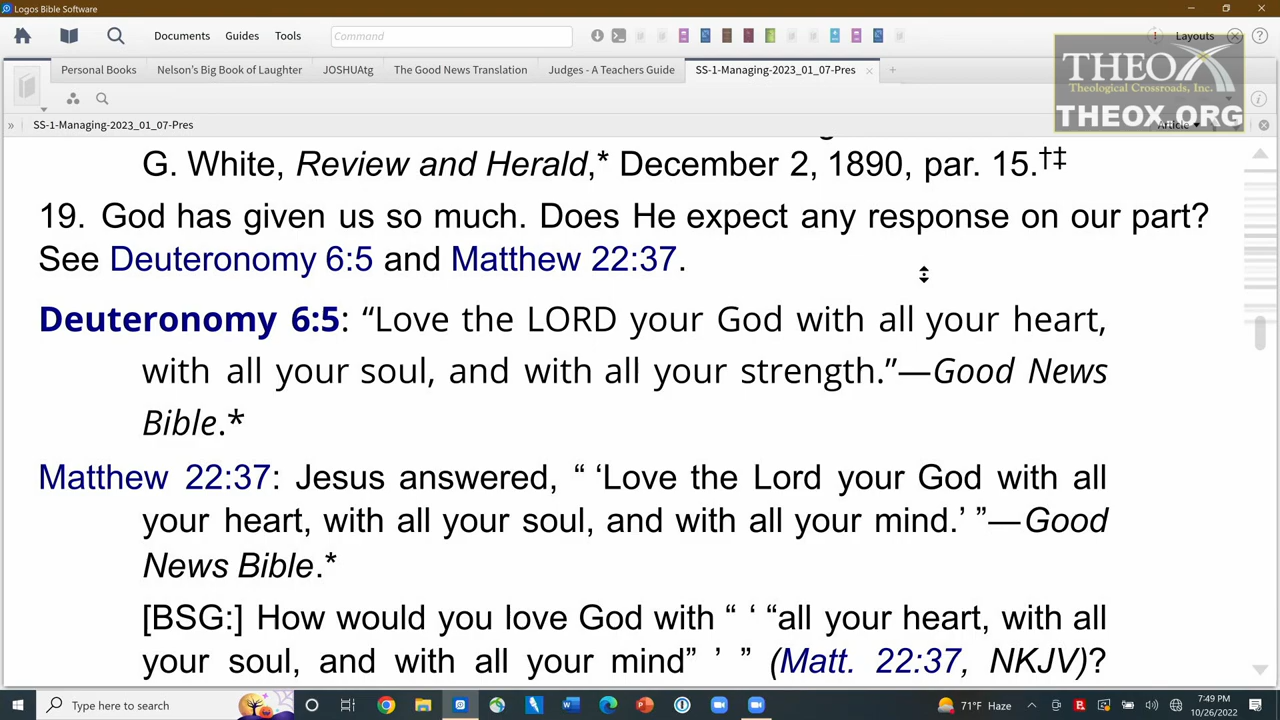 Logos Bible Software
Documents Guides Tools Command Layouts
THEOX
Theological Crossroads, Inc.
THEOX.ORG
Personal Books Nelson's Big Book of Laughter JOSHUAtg Good News Translation Judges - A Teachers Guide SS-1-Managing-2023_01_07-Pres
SS-1-Managing-2023_01_07-Pres Article
G. White, Review and Herald,* December 2, 1890, par. 15.†‡
19. God has given us so much. Does He expect any response on our part?
See Deuteronomy 6:5 and Matthew 22:37.
Deuteronomy 6:5: “Love the LORD your God with all your heart,
with all your soul, and with all your strength.”—Good News
Bible.*
Matthew 22:37: Jesus answered, “ ‘Love the Lord your God with all
your heart, with all your soul, and with all your mind.’ ”—Good
News Bible.*
[BSG:] How would you love God with “ ‘ “all your heart, with all
your soul, and with all your mind” ’ ” (Matt. 22:37, NKJV)?
Type here to search
71°F Haze
7:49 PM
10/26/2022